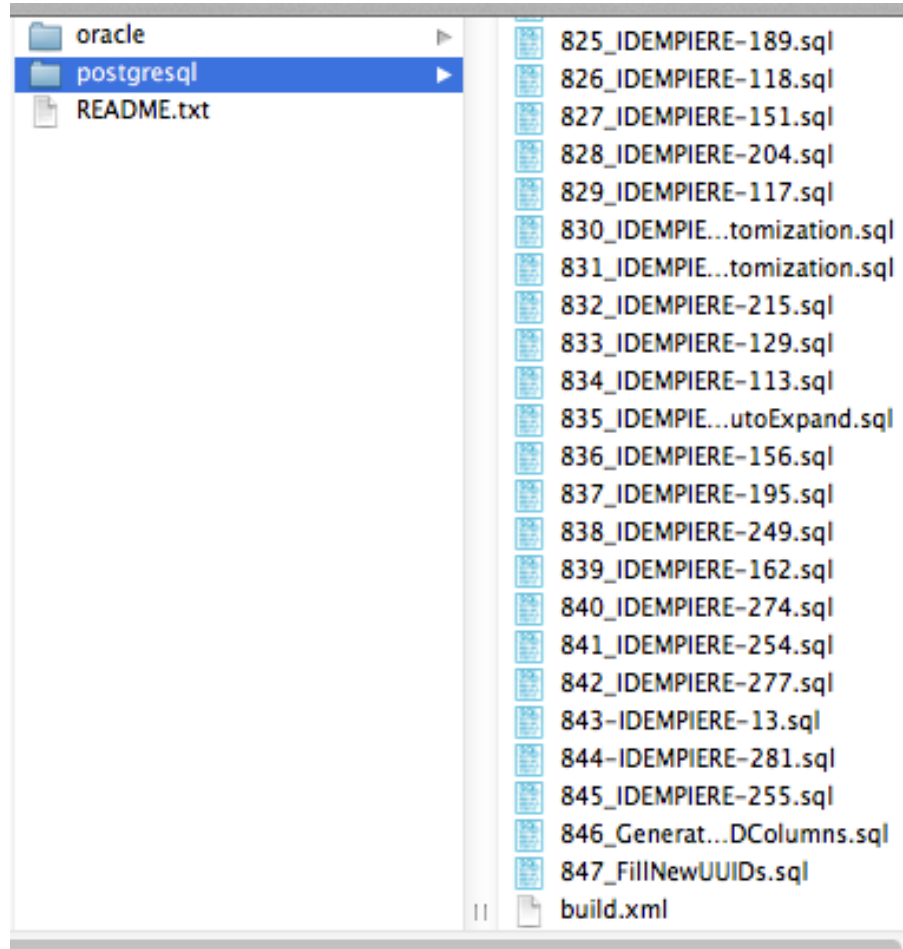 oracle
postgresql
README.txt
825_IDEMPIERE-189.sql
826_IDEMPIERE-118.sql
827_IDEMPIERE-151.sql
828_IDEMPIERE-204.sql
829_IDEMPIERE-117.sql
830_IDEMPIE...tomization.sql
831_IDEMPIE...tomization.sql
832_IDEMPIERE-215.sql
833_IDEMPIERE-129.sql
834_IDEMPIERE-113.sql
835_IDEMPIE...utoExpand.sql
836_IDEMPIERE-156.sql
837_IDEMPIERE-195.sql
838_IDEMPIERE-249.sql
839_IDEMPIERE-162.sql
840_IDEMPIERE-274.sql
841_IDEMPIERE-254.sql
842_IDEMPIERE-277.sql
843-IDEMPIERE-13.sql
844-IDEMPIERE-281.sql
845_IDEMPIERE-255.sql
846_Generat...DColumns.sql
847_FillNewUUIDs.sql
build.xml